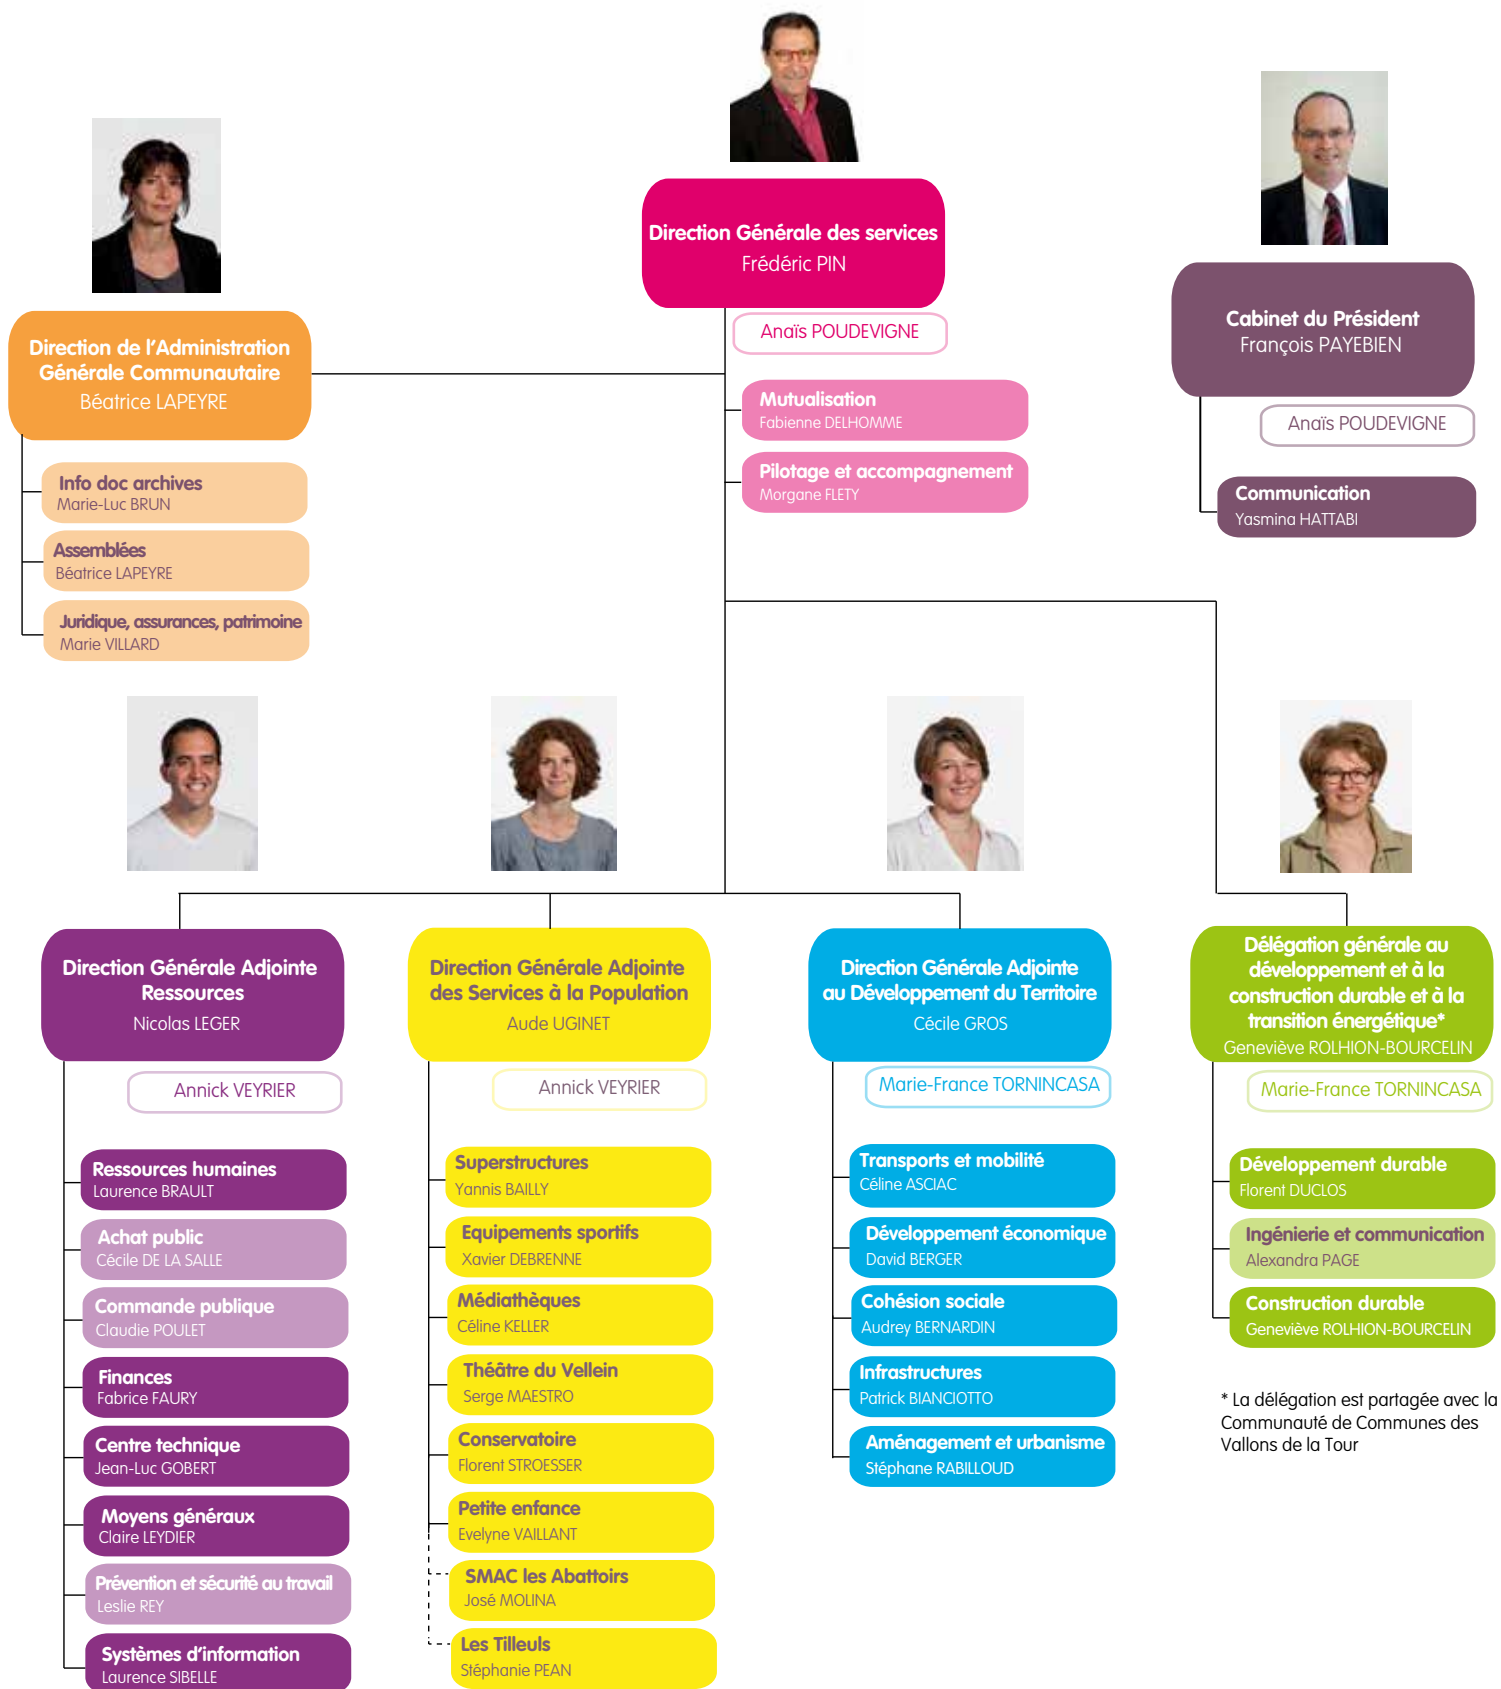 Direction Générale des services
Frédéric PIN
Anaïs POUDEVIGNE
Mutualisation
Fabienne DELHOMME
Pilotage et accompagnement
Morgane FLETY
Cabinet du Président
François PAYEBIEN
Anaïs POUDEVIGNE
Communication
Yasmina HATTABI
Direction de l'Administration
Générale Communautaire
Béatrice LAPEYRE
Info doc archives
Marie-Luc BRUN
Assemblées
Béatrice LAPEYRE
Juridique, assurances, patrimoine
Marie VILLARD
Direction Générale Adjointe
Ressources
Nicolas LEGER
Annick VEYRIER
Ressources humaines
Laurence BRAULT
Achat public
Cécile DE LA SALLE
Commande publique
Claudie POULET
Finances
Fabrice FAURY
Centre technique
Jean-Luc GOBERT
Moyens généraux
Claire LEYDIER
Prévention et sécurité au travail
Leslie REY
Systèmes d'information
Laurence SIBELLE
Direction Générale Adjointe
des Services à la Population
Aude UGINET
Annick VEYRIER
Superstructures
Yannis BAILLY
Equipements sportifs
Xavier DEBRENNE
Médiathèques
Céline KELLER
Théâtre du Vellein
Serge MAESTRO
Conservatoire
Florent STROESSER
Petite enfance
Evelyne VAILLANT
SMAC les Abattoirs
José MOLINA
Les Tilleuls
Stéphanie PEAN
Direction Générale Adjointe
au Développement du Territoire
Cécile GROS
Marie-France TORNINCASA
Transports et mobilité
Céline ASCIAC
Développement économique
David BERGER
Cohésion sociale
Audrey BERNARDIN
Infrastructures
Patrick BIANCIOTTO
Aménagement et urbanisme
Stéphane RABILLOUD
Délégation générale au
développement et à la
construction durable et à la
transition énergétique*
Geneviève ROLHION-BOURCELIN
Marie-France TORNINCASA
Développement durable
Florent DUCLOS
Ingénierie et communication
Alexandra PAGE
Construction durable
Geneviève ROLHION-BOURCELIN
* La délégation est partagée avec la
Communauté de Communes des
Vallons de la Tour